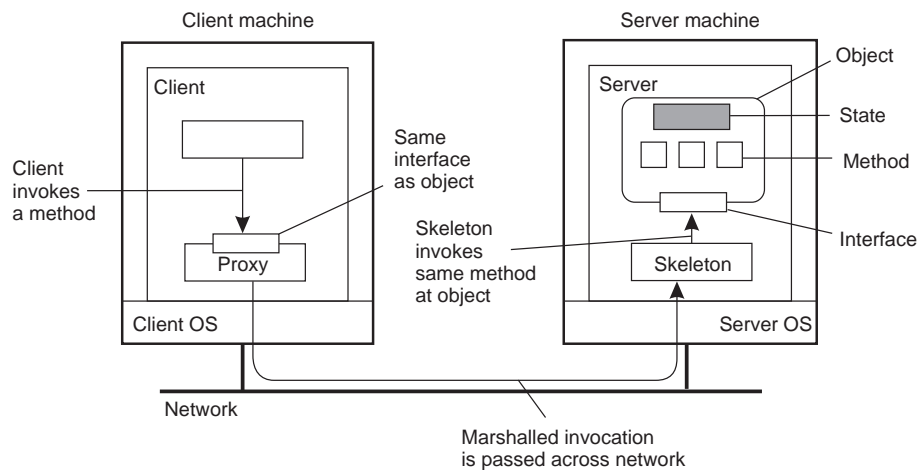 Client machine
Server machine
Client
Server
Object
State
Method
Interface
Client
invokes
a method
Same
interface
as object
Skeleton
invokes
same method
at object
Proxy
Skeleton
Client OS
Server OS
Network
Marshalled invocation
is passed across network